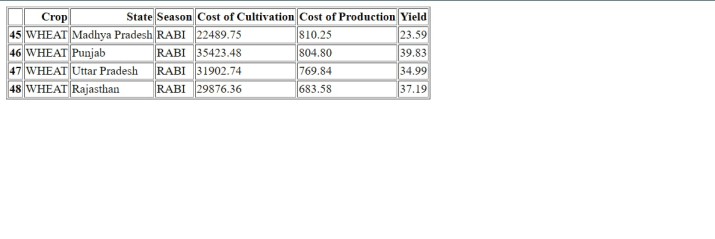 Crop State Season Cost of Cultivation Cost of Production Yield
45 WHEAT Madhya Pradesh RABI 22489.75 810.25 23.59
46 WHEAT Punjab RABI 35423.48 804.80 39.83
47 WHEAT Uttar Pradesh RABI 31902.74 769.84 34.99
48 WHEAT Rajasthan RABI 29876.36 683.58 37.19